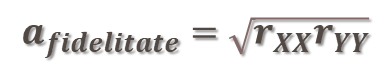 a_fidelitate = √r_XX r_YY